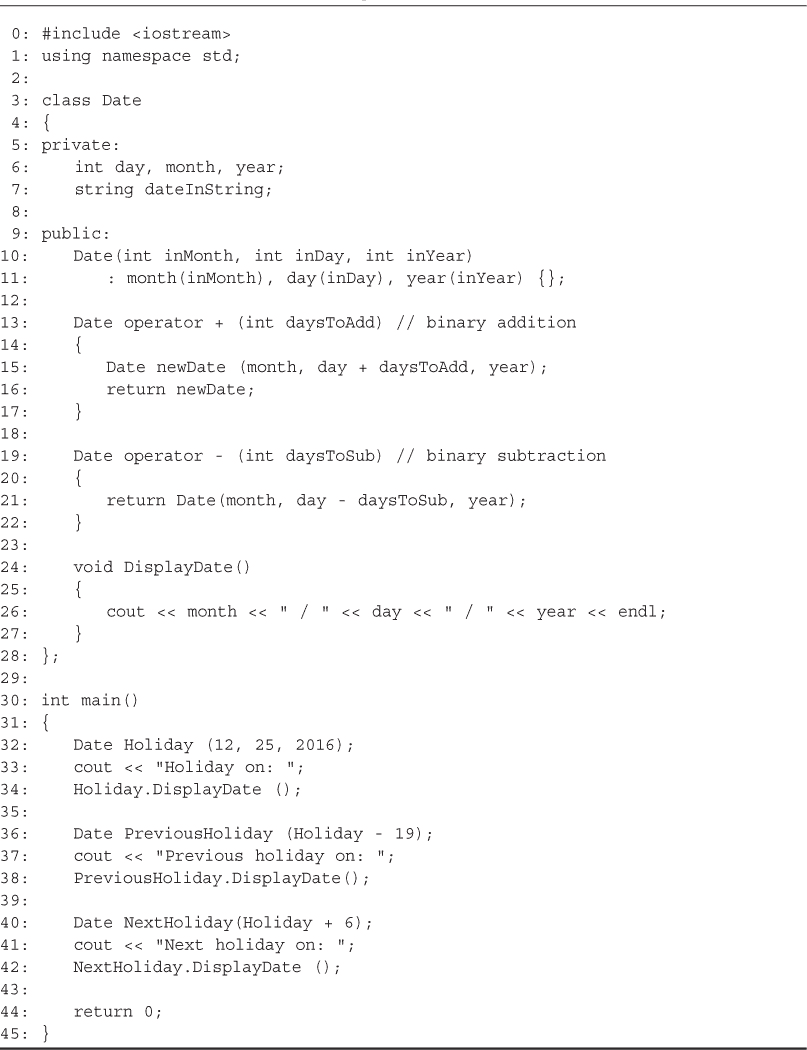 0: #include <iostream>
1: using namespace std;
2:
3: class Date
4: {
5: private:
6:    int day, month, year;
7:    string dateInString;
8:
9: public:
10:    Date(int inMonth, int inDay, int inYear)
11:       : month(inMonth), day(inDay), year(inYear) {};
12:
13:    Date operator + (int daysToAdd) // binary addition
14:    {
15:       Date newDate (month, day + daysToAdd, year);
16:       return newDate;
17:    }
18:
19:    Date operator - (int daysToSub) // binary subtraction
20:    {
21:       return Date(month, day - daysToSub, year);
22:    }
23:
24:    void DisplayDate()
25:    {
26:       cout << month << " / " << day << " / " << year << endl;
27:    }
28: };
29:
30: int main()
31: {
32:    Date Holiday (12, 25, 2016);
33:    cout << "Holiday on: ";
34:    Holiday.DisplayDate ();
35:
36:    Date PreviousHoliday (Holiday - 19);
37:    cout << "Previous holiday on: ";
38:    PreviousHoliday.DisplayDate();
39:
40:    Date NextHoliday(Holiday + 6);
41:    cout << "Next holiday on: ";
42:    NextHoliday.DisplayDate ();
43:
44:    return 0;
45: }